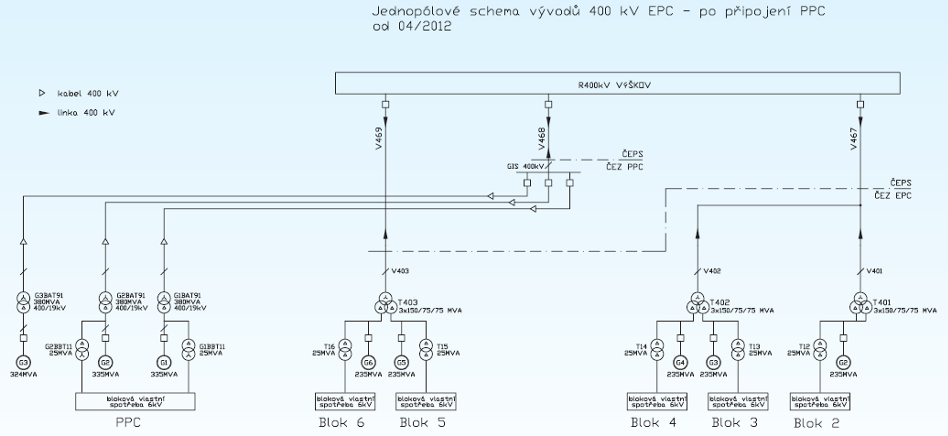 Jednopólové schema vývodů 400 kV EPC - po připojení PPC
od 04/2012
kabel 400 kV
linka 400 kV
R400kV VÝŠKOV
V469
V468
V467
ČEPS
GIS 400kV
ČEZ PPC
ČEPS
ČEZ EPC
V403
V402
V401
G3BAT91
380MVA
400/19kV
G2BAT91
380MVA
400/19kV
G1BAT91
380MVA
400/19kV
T403
3x150/75/75 MVA
T402
3x150/75/75 MVA
T401
3x150/75/75 MVA
G2BBT11
25MVA
G1BBT11
25MVA
T16
25MVA
T15
25MVA
T14
25MVA
T13
25MVA
T12
25MVA
G3
324MVA
G2
335MVA
G1
335MVA
G6
235MVA
G5
235MVA
G4
235MVA
G3
235MVA
G2
235MVA
bloková vlastní
spotřeba 6kV
bloková vlastní
spotřeba 6kV
bloková vlastní
spotřeba 6kV
bloková vlastní
spotřeba 6kV
bloková vlastní
spotřeba 6kV
bloková vlastní
spotřeba 6kV
PPC
Blok 6
Blok 5
Blok 4
Blok 3
Blok 2